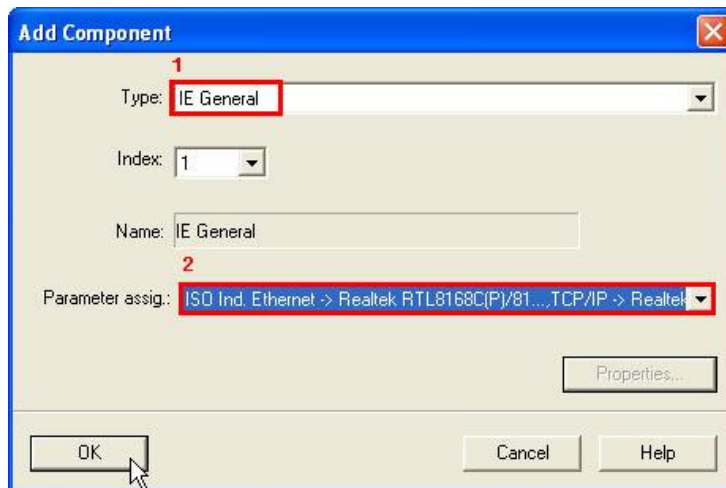 Add Component
1
Type: IE General
Index: 1
Name: IE General
2
Parameter assig.: ISO Ind. Ethernet -> Realtek RTL8168C(P)/81...,TCP/IP -> Realtek
Properties...
OK Cancel Help